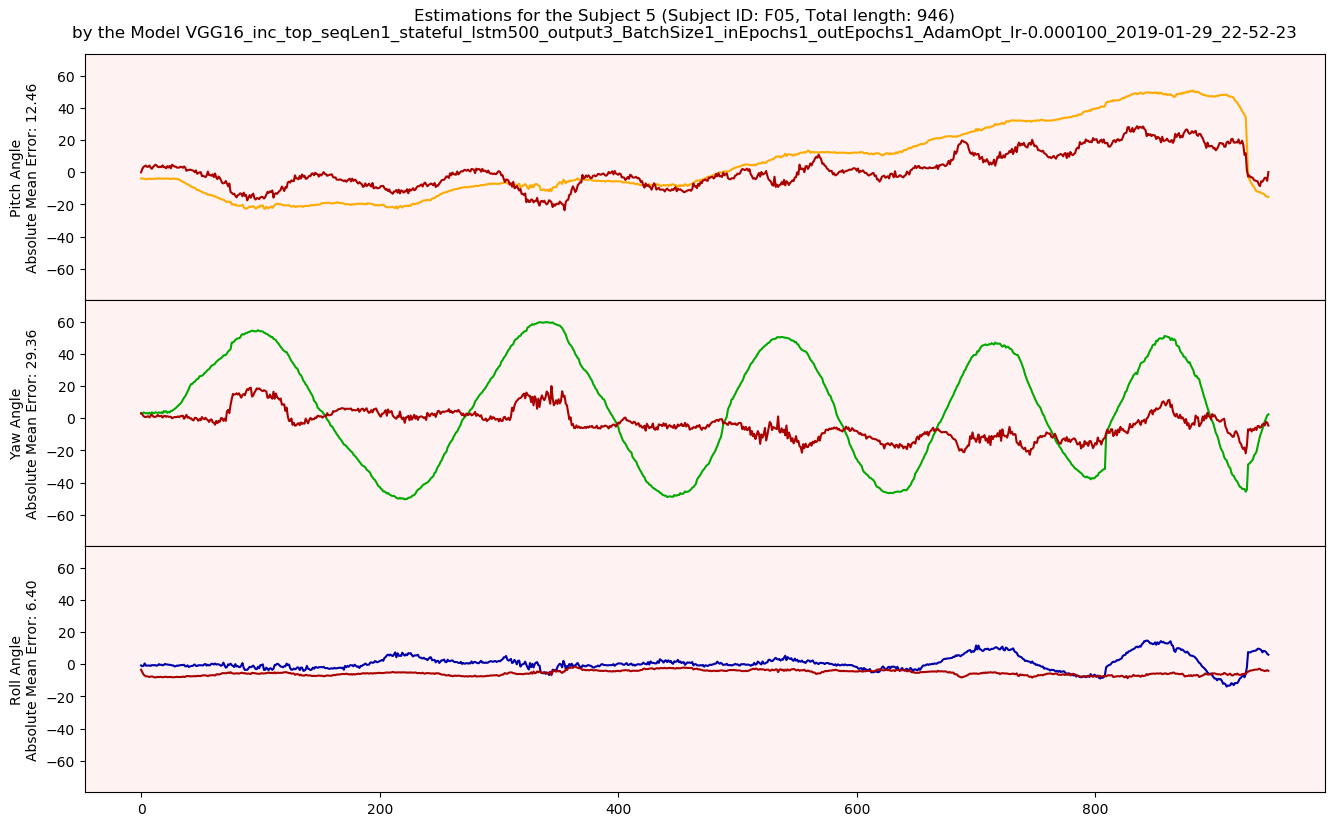 Estimations for the Subject 5 (Subject ID: F05, Total length: 946)
by the Model VGG16_inc_top_seqLen1_stateful_lstm500_output3_BatchSize1_inEpochs1_outEpochs1_AdamOpt_lr-0.000100_2019-01-29_22-52-23
Pitch Angle
Absolute Mean Error: 12.46
60
40
20
0
−20
−40
−60
Yaw Angle
Absolute Mean Error: 29.36
60
40
20
0
−20
−40
−60
Roll Angle
Absolute Mean Error: 6.40
60
40
20
0
−20
−40
−60
0 200 400 600 800